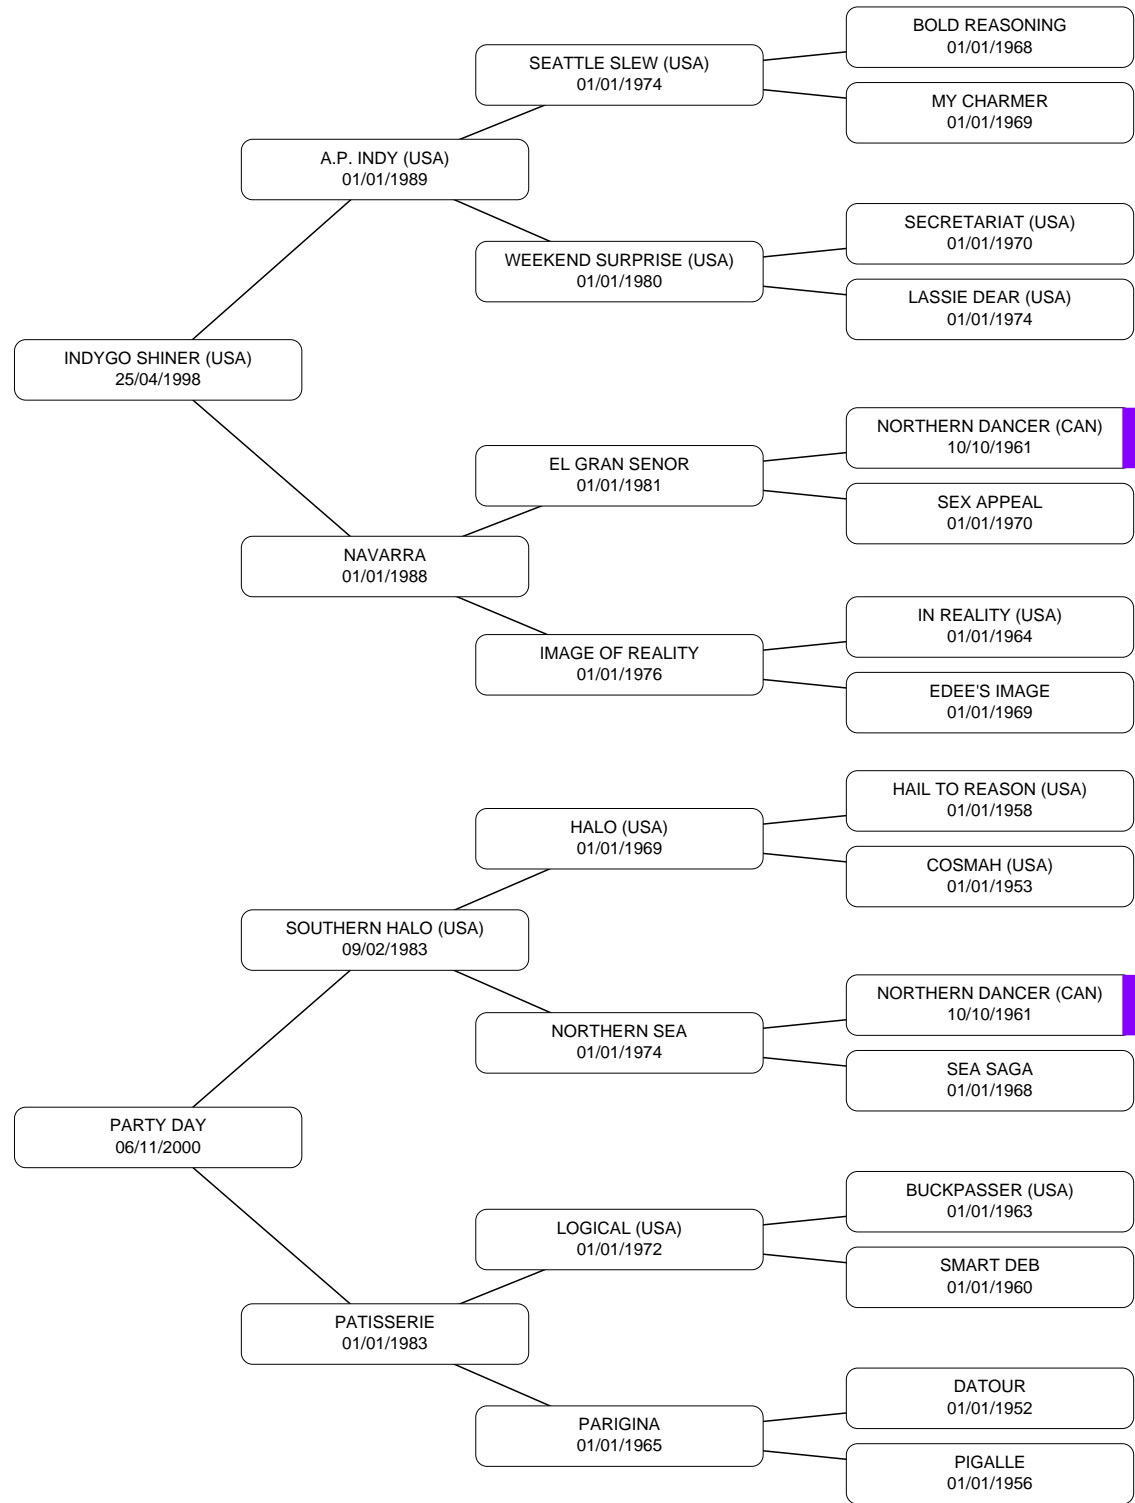 BOLD REASONING
01/01/1968
SEATTLE SLEW (USA)
01/01/1974
MY CHARMER
01/01/1969
A.P. INDY (USA)
01/01/1989
SECRETARIAT (USA)
01/01/1970
WEEKEND SURPRISE (USA)
01/01/1980
LASSIE DEAR (USA)
01/01/1974
INDYGO SHINER (USA)
25/04/1998
NORTHERN DANCER (CAN)
10/10/1961
EL GRAN SENOR
01/01/1981
SEX APPEAL
01/01/1970
NAVARRA
01/01/1988
IN REALITY (USA)
01/01/1964
IMAGE OF REALITY
01/01/1976
EDEE'S IMAGE
01/01/1969
HAIL TO REASON (USA)
01/01/1958
HALO (USA)
01/01/1969
COSMAH (USA)
01/01/1953
SOUTHERN HALO (USA)
09/02/1983
NORTHERN DANCER (CAN)
10/10/1961
NORTHERN SEA
01/01/1974
SEA SAGA
01/01/1968
PARTY DAY
06/11/2000
BUCKPASSER (USA)
01/01/1963
LOGICAL (USA)
01/01/1972
SMART DEB
01/01/1960
PATISSERIE
01/01/1983
DATOUR
01/01/1952
PARIGINA
01/01/1965
PIGALLE
01/01/1956